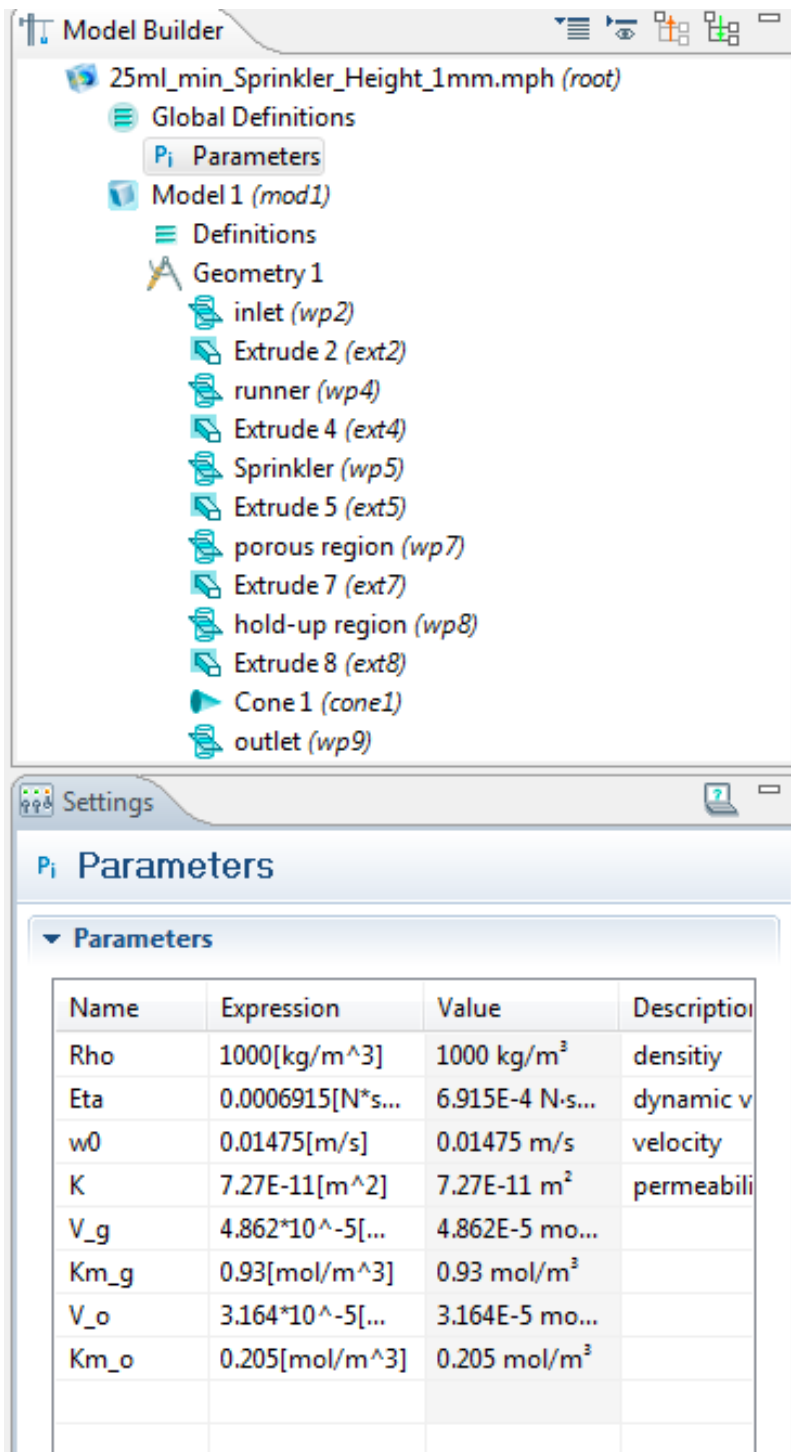 Model Builder
25ml_min_Sprinkler_Height_1mm.mph (root)
Global Definitions
Pi Parameters
Model 1 (mod1)
Definitions
Geometry 1
inlet (wp2)
Extrude 2 (ext2)
runner (wp4)
Extrude 4 (ext4)
Sprinkler (wp5)
Extrude 5 (ext5)
porous region (wp7)
Extrude 7 (ext7)
hold-up region (wp8)
Extrude 8 (ext8)
Cone 1 (cone1)
outlet (wp9)
Settings
Pi Parameters
Parameters
Name Expression Value Description
Rho 1000[kg/m^3] 1000 kg/m³ densitiy
Eta 0.0006915[N*s... 6.915E-4 N·s... dynamic v
w0 0.01475[m/s] 0.01475 m/s velocity
K 7.27E-11[m^2] 7.27E-11 m² permeabili
V_g 4.862*10^-5[... 4.862E-5 mo...
Km_g 0.93[mol/m^3] 0.93 mol/m³
V_o 3.164*10^-5[... 3.164E-5 mo...
Km_o 0.205[mol/m^3] 0.205 mol/m³